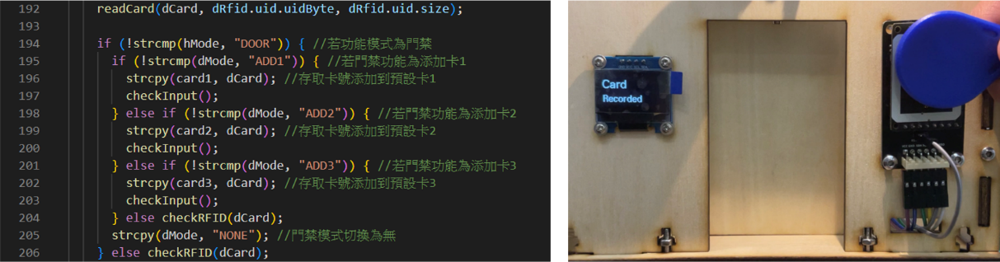 192 readCard(dCard, dRfid.uid.uidByte, dRfid.uid.size);
193
194 if (!strcmp(hMode, "DOOR")) { //若功能模式為門禁
195 if (!strcmp(dMode, "ADD1")) { //若門禁功能為添加卡1
196 strcpy(card1, dCard); //存取卡號添加到預設卡1
197 checkInput();
198 } else if (!strcmp(dMode, "ADD2")) { //若門禁功能為添加卡2
199 strcpy(card2, dCard); //存取卡號添加到預設卡2
200 checkInput();
201 } else if (!strcmp(dMode, "ADD3")) { //若門禁功能為添加卡3
202 strcpy(card3, dCard); //存取卡號添加到預設卡3
203 checkInput();
204 } else checkRFID(dCard);
205 strcpy(dMode, "NONE"); //門禁模式切換為無
206 } else checkRFID(dCard);
Card
Recorded